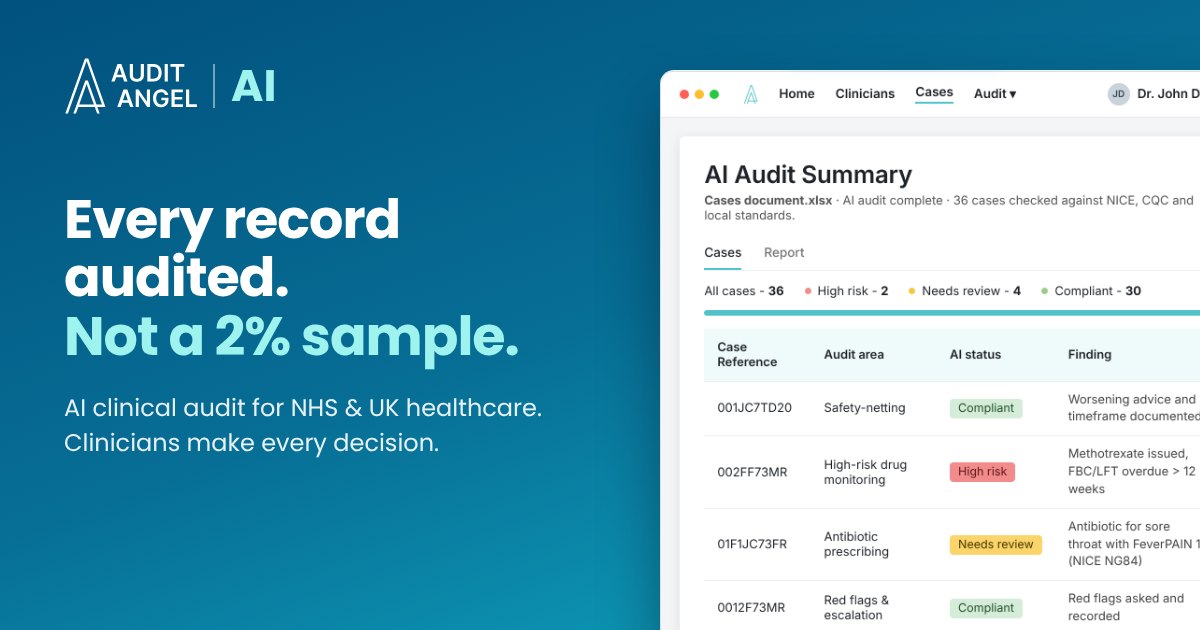 AUDIT
ANGEL
AI
Every record
audited.
Not a 2% sample.
AI clinical audit for NHS & UK healthcare.
Clinicians make every decision.
Home Clinicians Cases Audit ▾ JD Dr. John D
AI Audit Summary
Cases document.xlsx · AI audit complete · 36 cases checked against NICE, CQC and
local standards.
Cases Report
All cases - 36 High risk - 2 Needs review - 4 Compliant - 30
Case
Reference
Audit area
AI status
Finding
001JC7TD20
Safety-netting
Compliant
Worsening advice and
timeframe documented
002FF73MR
High-risk drug
monitoring
High risk
Methotrexate issued,
FBC/LFT overdue > 12
weeks
01F1JC73FR
Antibiotic
prescribing
Needs review
Antibiotic for sore
throat with FeverPAIN 1
(NICE NG84)
0012F73MR
Red flags &
escalation
Compliant
Red flags asked and
recorded